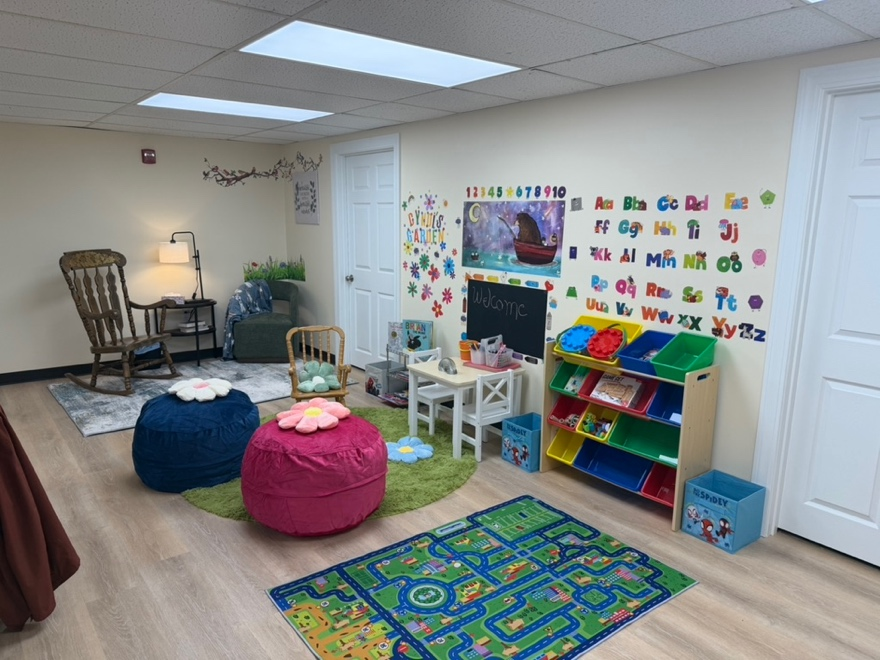 1 2 3 4 5 6 7 8 9 10
CYNDI'S
GARDEN
Welcome
Aa Bb Cc Dd Ee
Ff Gg Hh Ii Jj
Kk Ll Mm Nn Oo
Pp Qq Rr Ss Tt
Uu Vv Ww Xx Yy Zz
SPIDEY